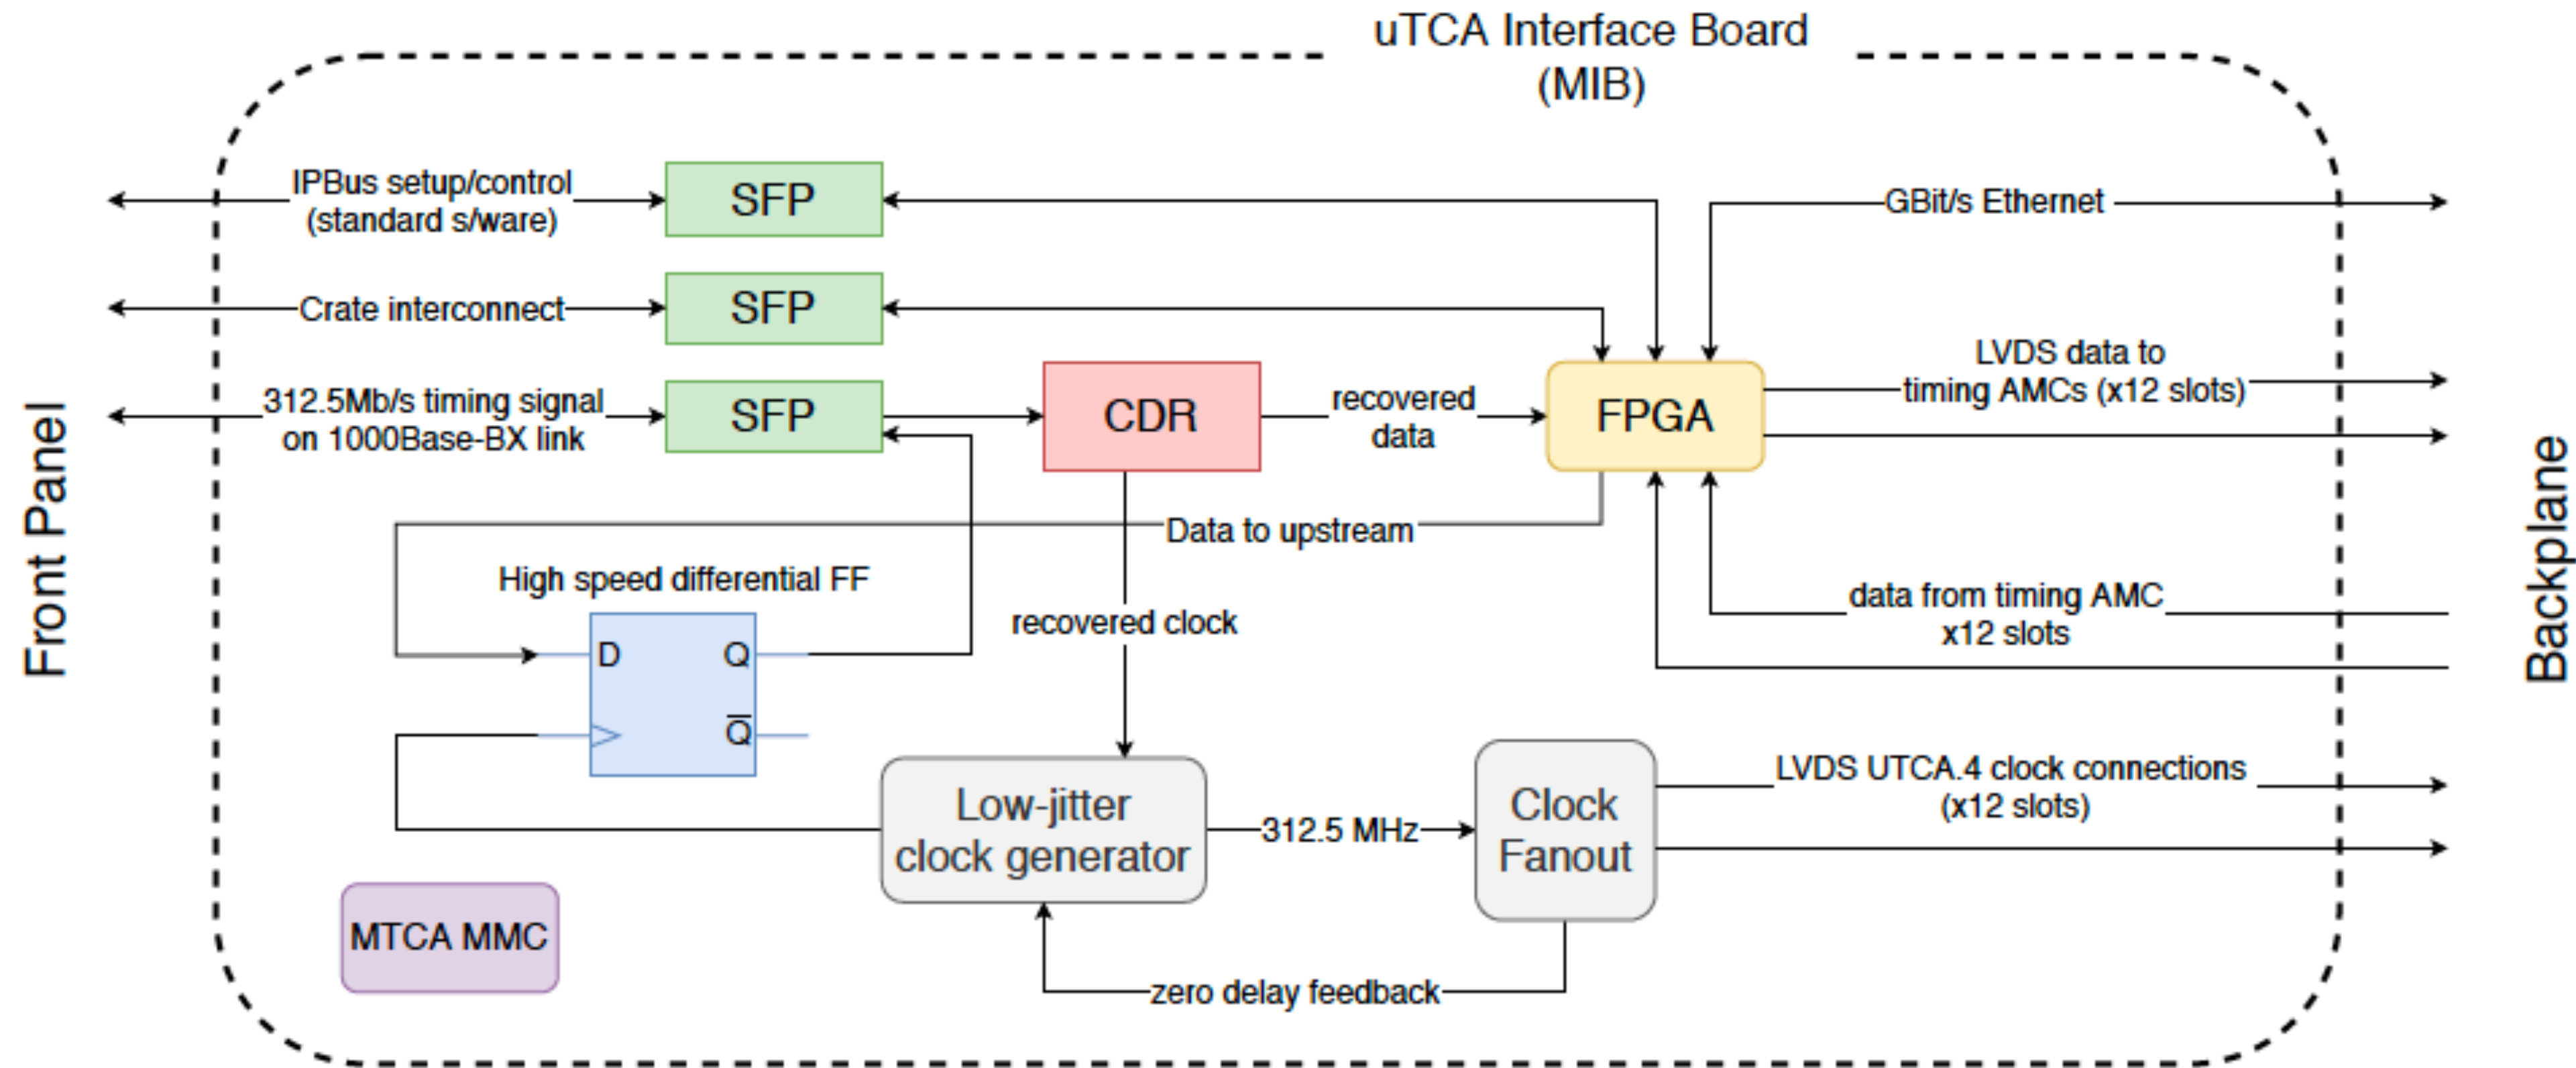 uTCA Interface Board
(MIB)
IPBus setup/control
(standard s/ware)
SFP
GBit/s Ethernet
Crate interconnect
SFP
312.5Mb/s timing signal
on 1000Base-BX link
SFP
CDR
recovered
data
FPGA
LVDS data to
timing AMCs (x12 slots)
Front Panel
Backplane
Data to upstream
High speed differential FF
D
Q
Q̅
recovered clock
data from timing AMC
x12 slots
Low-jitter
clock generator
312.5 MHz
Clock
Fanout
LVDS UTCA.4 clock connections
(x12 slots)
MTCA MMC
zero delay feedback